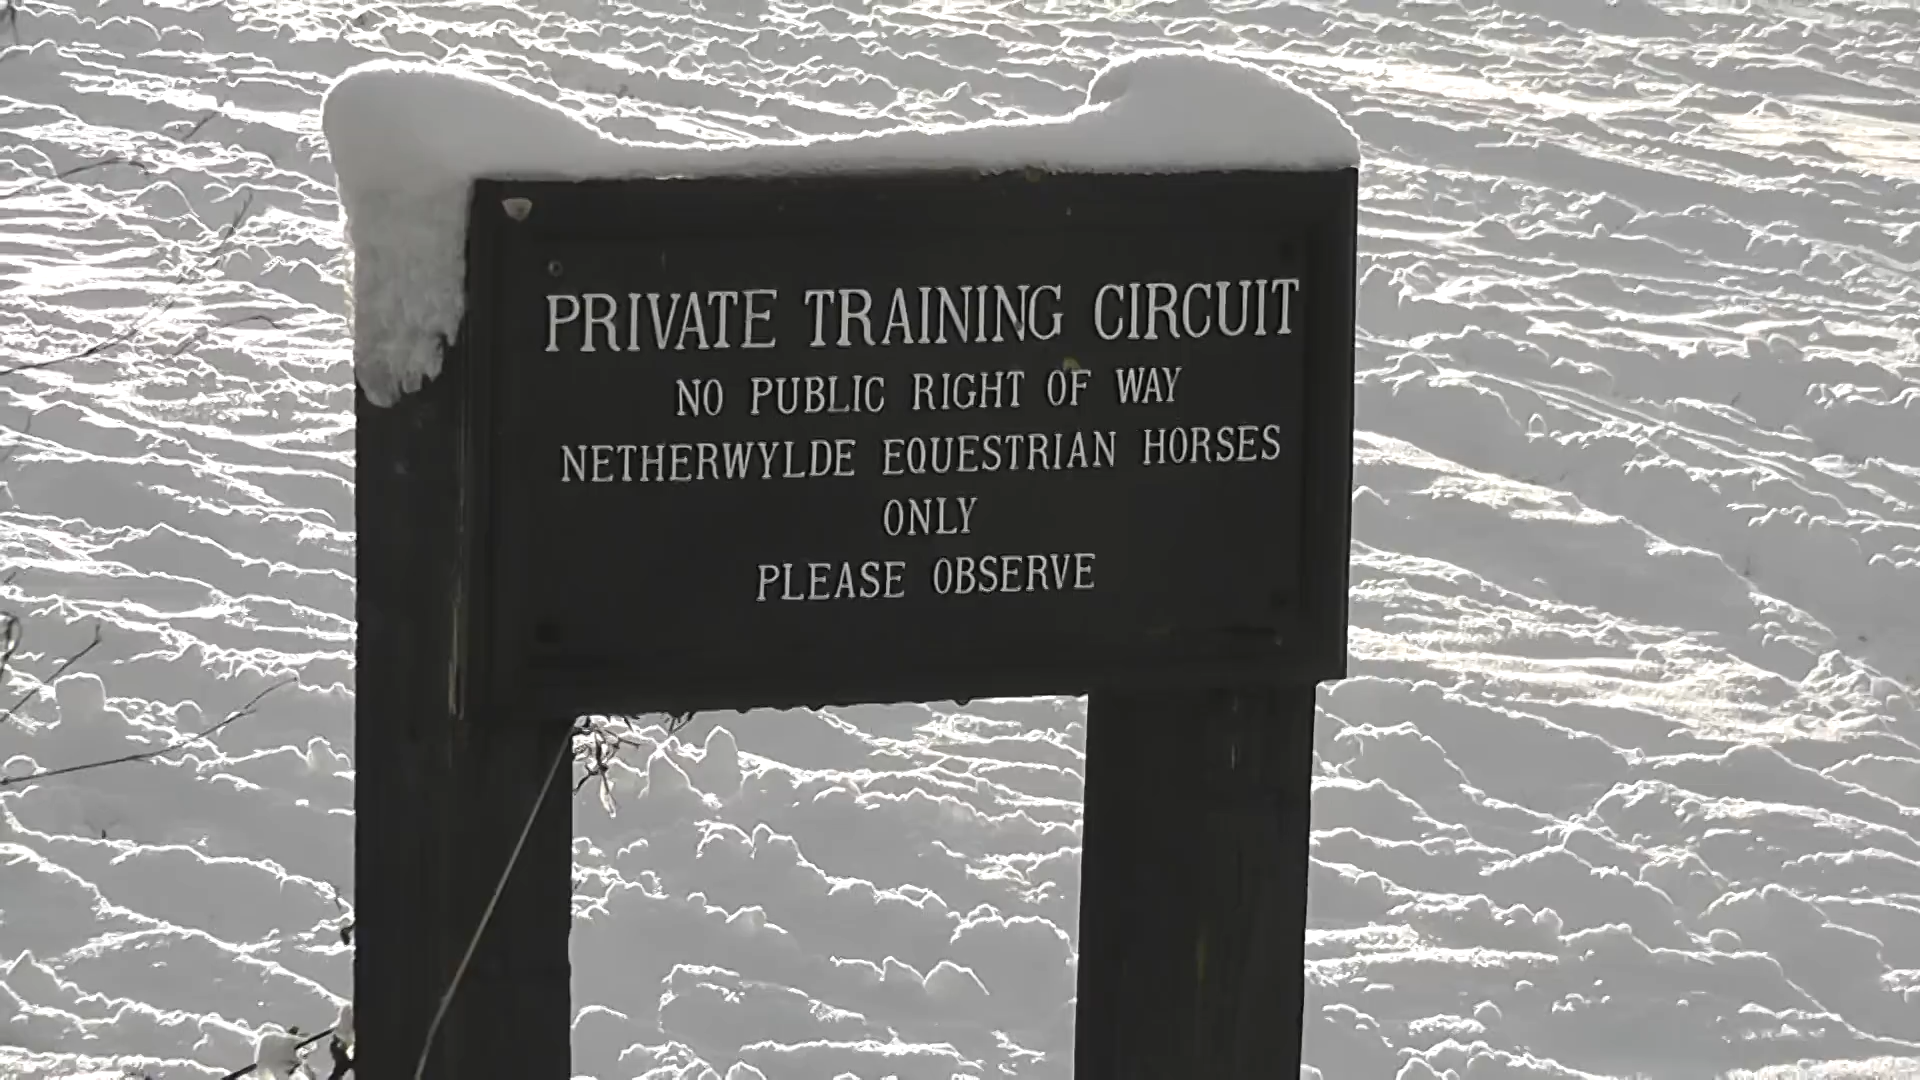 PRIVATE TRAINING CIRCUIT
NO PUBLIC RIGHT OF WAY
NETHERWYLDE EQUESTRIAN HORSES
ONLY
PLEASE OBSERVE